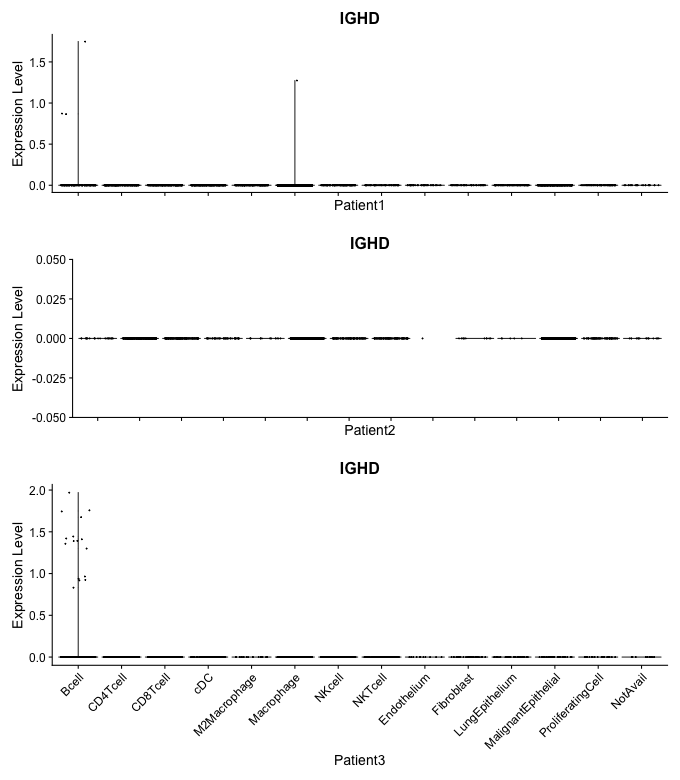 IGHD
Expression Level
1.5
1.0
0.5
0.0
Patient1
IGHD
Expression Level
0.050
0.025
0.000
-0.025
-0.050
Patient2
IGHD
Expression Level
2.0
1.5
1.0
0.5
0.0
Bcell
CD4Tcell
CD8Tcell
cDC
M2Macrophage
Macrophage
NKcell
NKTcell
Endothelium
Fibroblast
LungEpithelium
MalignantEpithelial
ProliferatingCell
NotAvail
Patient3